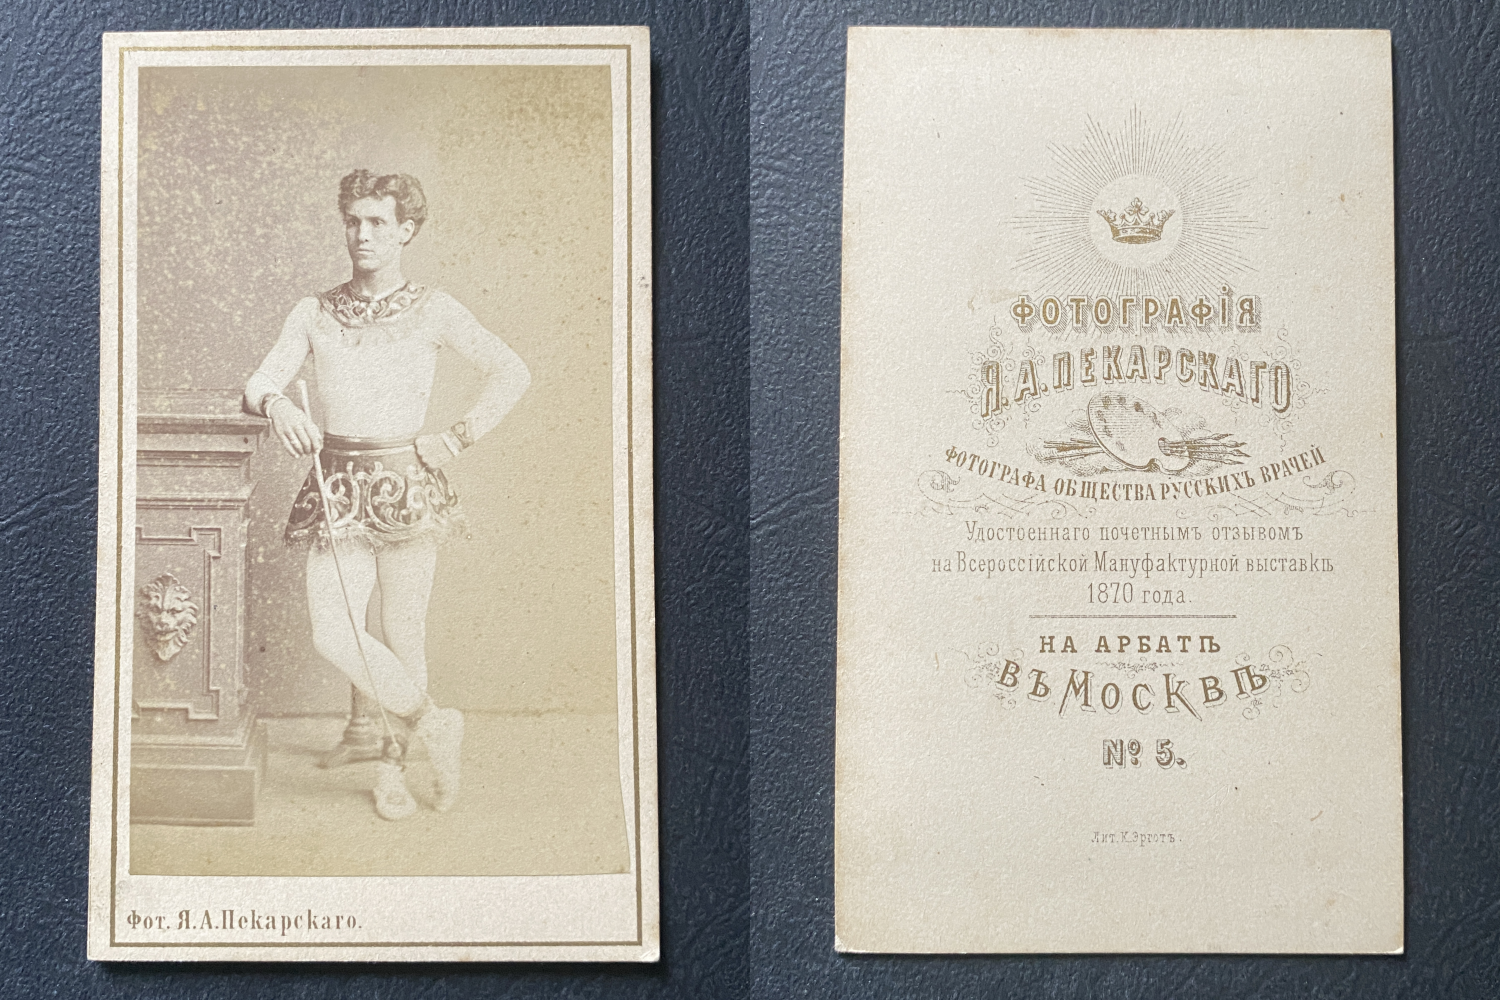 Фот. Я.А.Пекарскаго.
ФОТОГРАФІЯ
Я.А.ПЕКАРСКАГО
ФОТОГРАФА ОБЩЕСТВА РУССКИХЪ ВРАЧЕЙ
Удостоеннаго почетнымъ отзывомъ
на Всероссійской Мануфактурной выставкѣ
1870 года.
НА АРБАТѢ
ВЪ МОСКВѢ
№ 5.
Лит. К. Эрготъ.